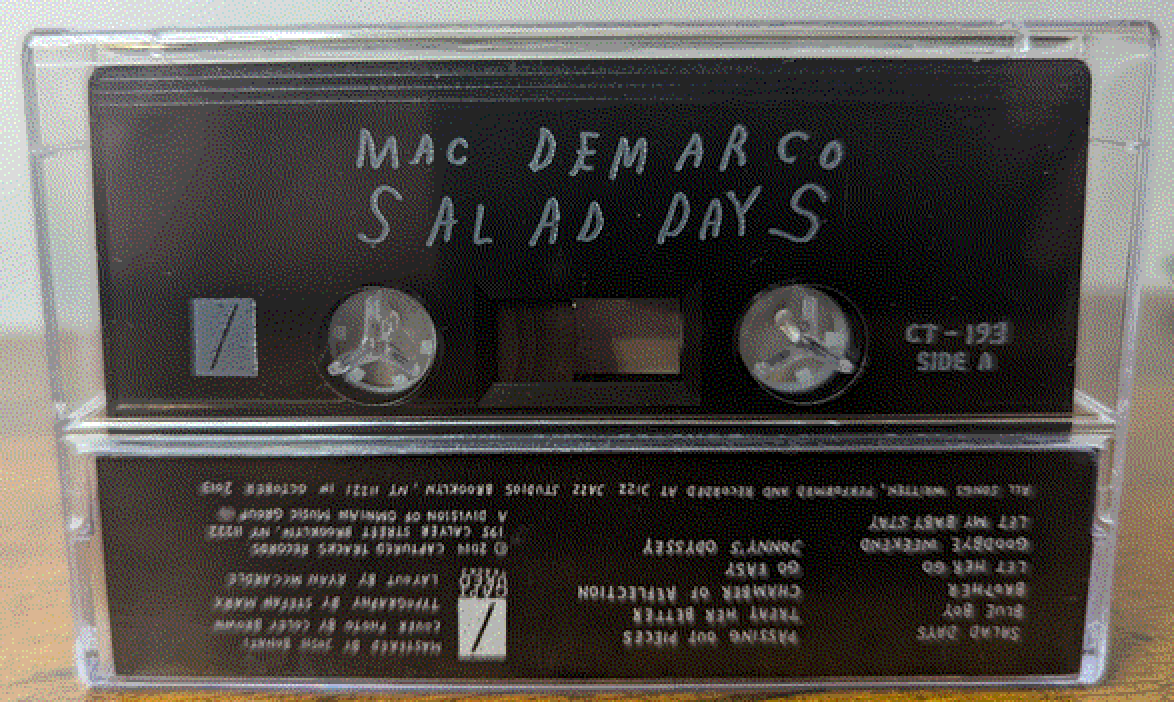 MAC DEMARCO
SALAD DAYS
CT-193
SIDE A
SALAD DAYS
BLUE BOY
BROTHER
LET HER GO
GOODBYE WEEKEND
LET MY BABY STAY
PASSING OUT PIECES
TREAT HER BETTER
CHAMBER OF REFLECTION
GO EASY
JONNY'S ODYSSEY
MASTERED BY JOSH BONATI
COVER PHOTO BY COLEY BROWN
TYPOGRAPHY BY STEFAN MARX
LAYOUT BY RYAN MCCARDLE
© 2014 CAPTURED TRACKS RECORDS
195 CALYER STREET BROOKLYN, NY, 11222
A DIVISION OF OMNIAN MUSIC GROUP
ALL SONGS WRITTEN, PERFORMED AND RECORDED AT JIZZ JAZZ STUDIOS BROOKLYN, NY, 11221 IN OCTOBER 2013